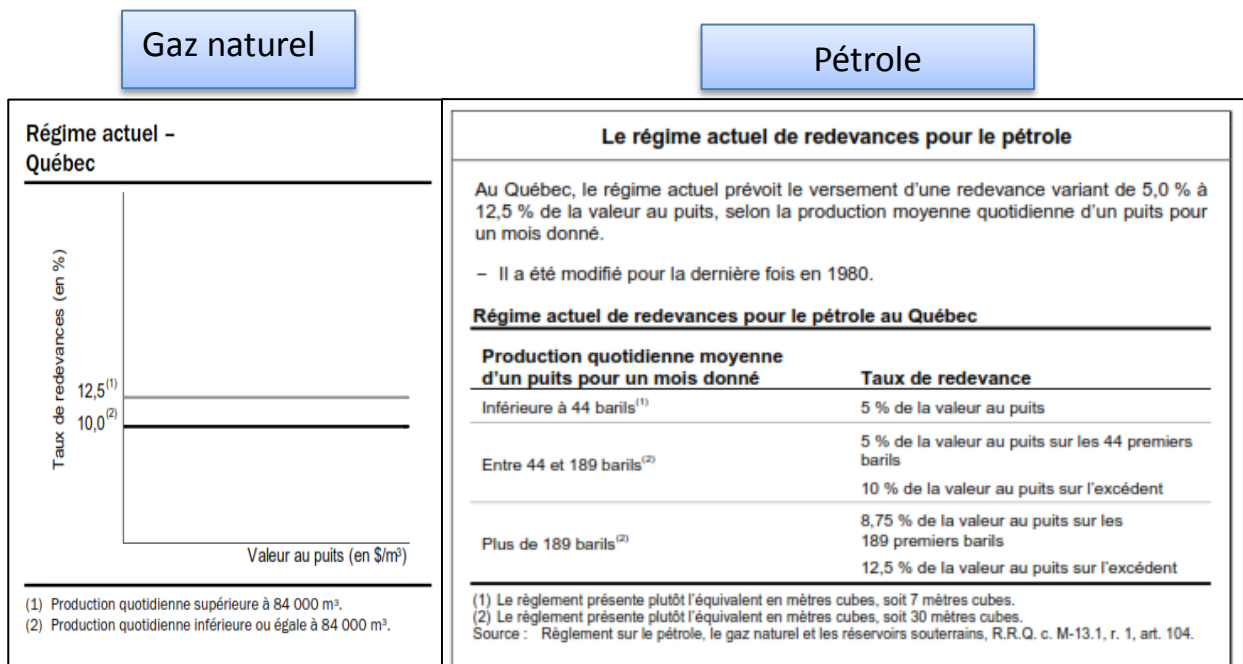 Gaz naturel
Pétrole
Régime actuel –
Québec
Taux de redevances (en %)
12,5(1)
10,0(2)
Valeur au puits (en $/m³)
(1) Production quotidienne supérieure à 84 000 m³.
(2) Production quotidienne inférieure ou égale à 84 000 m³.
Le régime actuel de redevances pour le pétrole
Au Québec, le régime actuel prévoit le versement d'une redevance variant de 5,0 % à
12,5 % de la valeur au puits, selon la production moyenne quotidienne d'un puits pour
un mois donné.
– Il a été modifié pour la dernière fois en 1980.
Régime actuel de redevances pour le pétrole au Québec
Production quotidienne moyenne
d'un puits pour un mois donné
Taux de redevance
Inférieure à 44 barils(1)
5 % de la valeur au puits
Entre 44 et 189 barils(2)
5 % de la valeur au puits sur les 44 premiers
barils
10 % de la valeur au puits sur l'excédent
Plus de 189 barils(2)
8,75 % de la valeur au puits sur les
189 premiers barils
12,5 % de la valeur au puits sur l'excédent
(1) Le règlement présente plutôt l'équivalent en mètres cubes, soit 7 mètres cubes.
(2) Le règlement présente plutôt l'équivalent en mètres cubes, soit 30 mètres cubes.
Source : Règlement sur le pétrole, le gaz naturel et les réservoirs souterrains, R.R.Q. c. M-13.1, r. 1, art. 104.